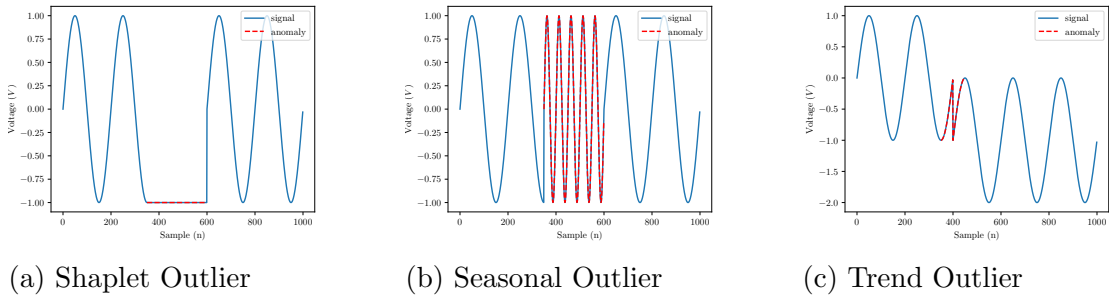 1.00
0.75
0.50
0.25
0.00
−0.25
−0.50
−0.75
−1.00
Voltage (V)
0 200 400 600 800 1000
Sample (n)
signal
anomaly
(a) Shaplet Outlier
1.00
0.75
0.50
0.25
0.00
−0.25
−0.50
−0.75
−1.00
Voltage (V)
0 200 400 600 800 1000
Sample (n)
signal
anomaly
(b) Seasonal Outlier
1.0
0.5
0.0
−0.5
−1.0
−1.5
−2.0
Voltage (V)
0 200 400 600 800 1000
Sample (n)
signal
anomaly
(c) Trend Outlier